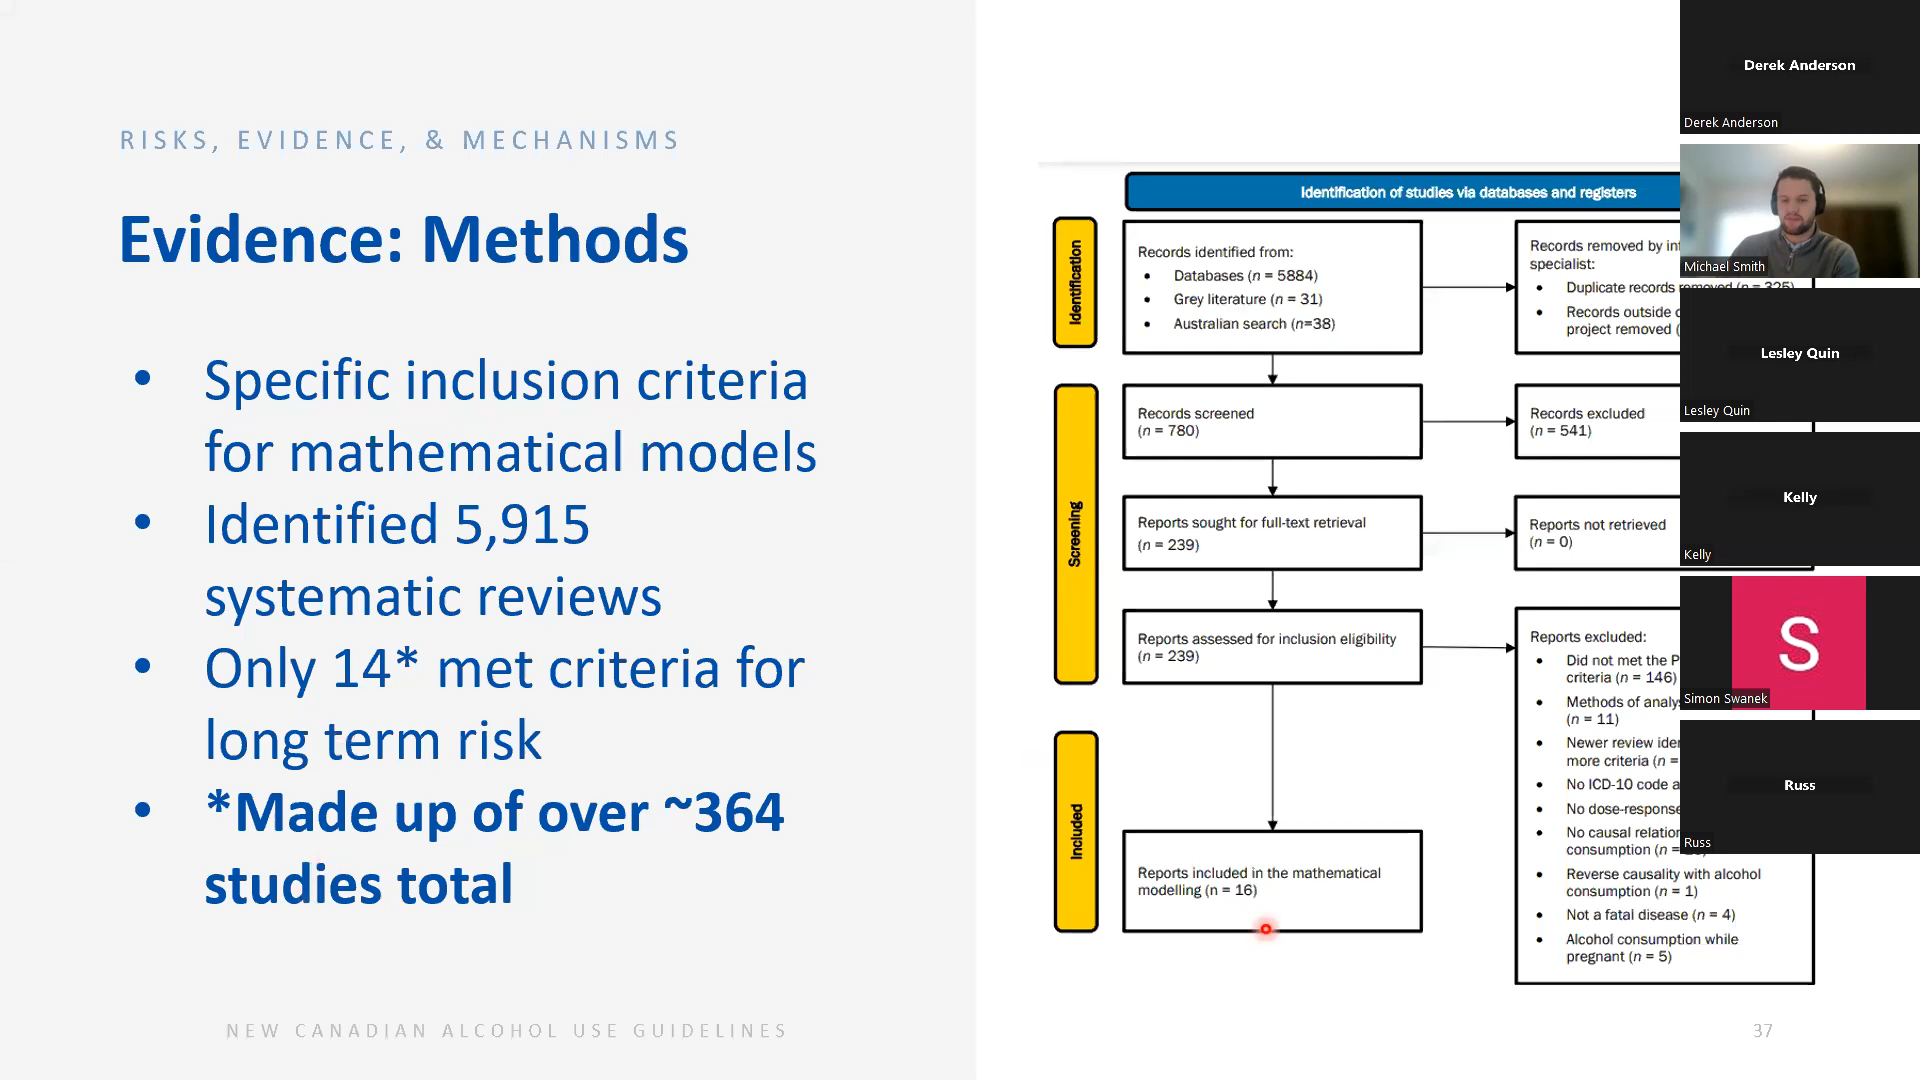 RISKS, EVIDENCE, & MECHANISMS
Evidence: Methods
• Specific inclusion criteria
for mathematical models
• Identified 5,915
systematic reviews
• Only 14* met criteria for
long term risk
• *Made up of over ~364
studies total
NEW CANADIAN ALCOHOL USE GUIDELINES
Identification of studies via databases and registers
Identification
Records identified from:
• Databases (n = 5884)
• Grey literature (n = 31)
• Australian search (n=38)
Records removed by
specialist:
• Duplicate records removed (n = 325)
• Records outside
project removed (
Screening
Records screened
(n = 780)
Records excluded
(n = 541)
Reports sought for full-text retrieval
(n = 239)
Reports not retrieved
(n = 0)
Reports assessed for inclusion eligibility
(n = 239)
Reports excluded:
• Did not met the P
criteria (n = 146)
• Methods of
(n = 11)
• Newer review
more criteria (n =
• No ICD-10 code
• No dose-response
• No causal
consumption (n =
• Reverse causality with alcohol
consumption (n = 1)
• Not a fatal disease (n = 4)
• Alcohol consumption while
pregnant (n = 5)
Included
Reports included in the mathematical
modelling (n = 16)
37
Derek Anderson
Derek Anderson
Michael Smith
Lesley Quin
Lesley Quin
Kelly
Kelly
S
Simon Swanek
Russ
Russ